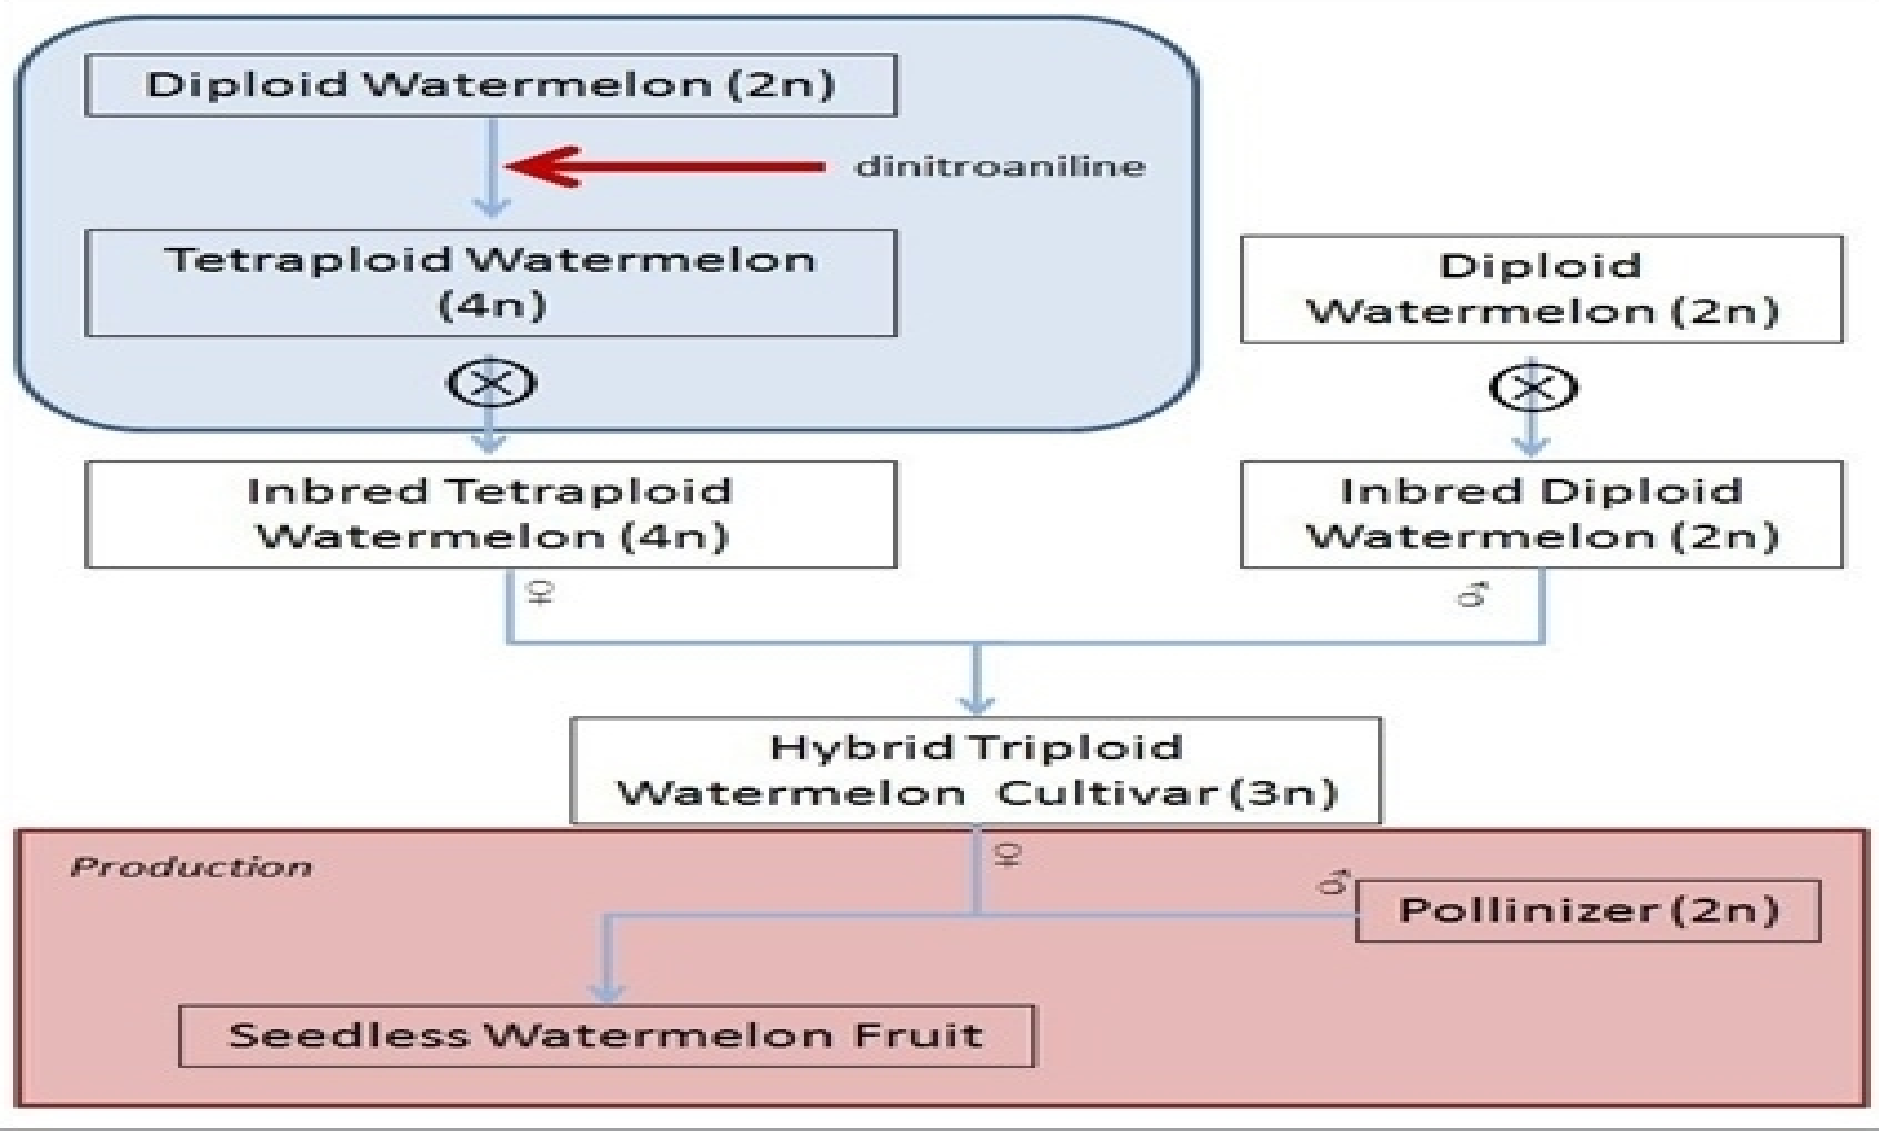 Diploid Watermelon (2n)
dinitroaniline
Tetraploid Watermelon
(4n)
Diploid
Watermelon (2n)
Inbred Tetraploid
Watermelon (4n)
Inbred Diploid
Watermelon (2n)
♀
♂
Hybrid Triploid
Watermelon Cultivar (3n)
Production
♀
♂
Pollinizer (2n)
Seedless Watermelon Fruit